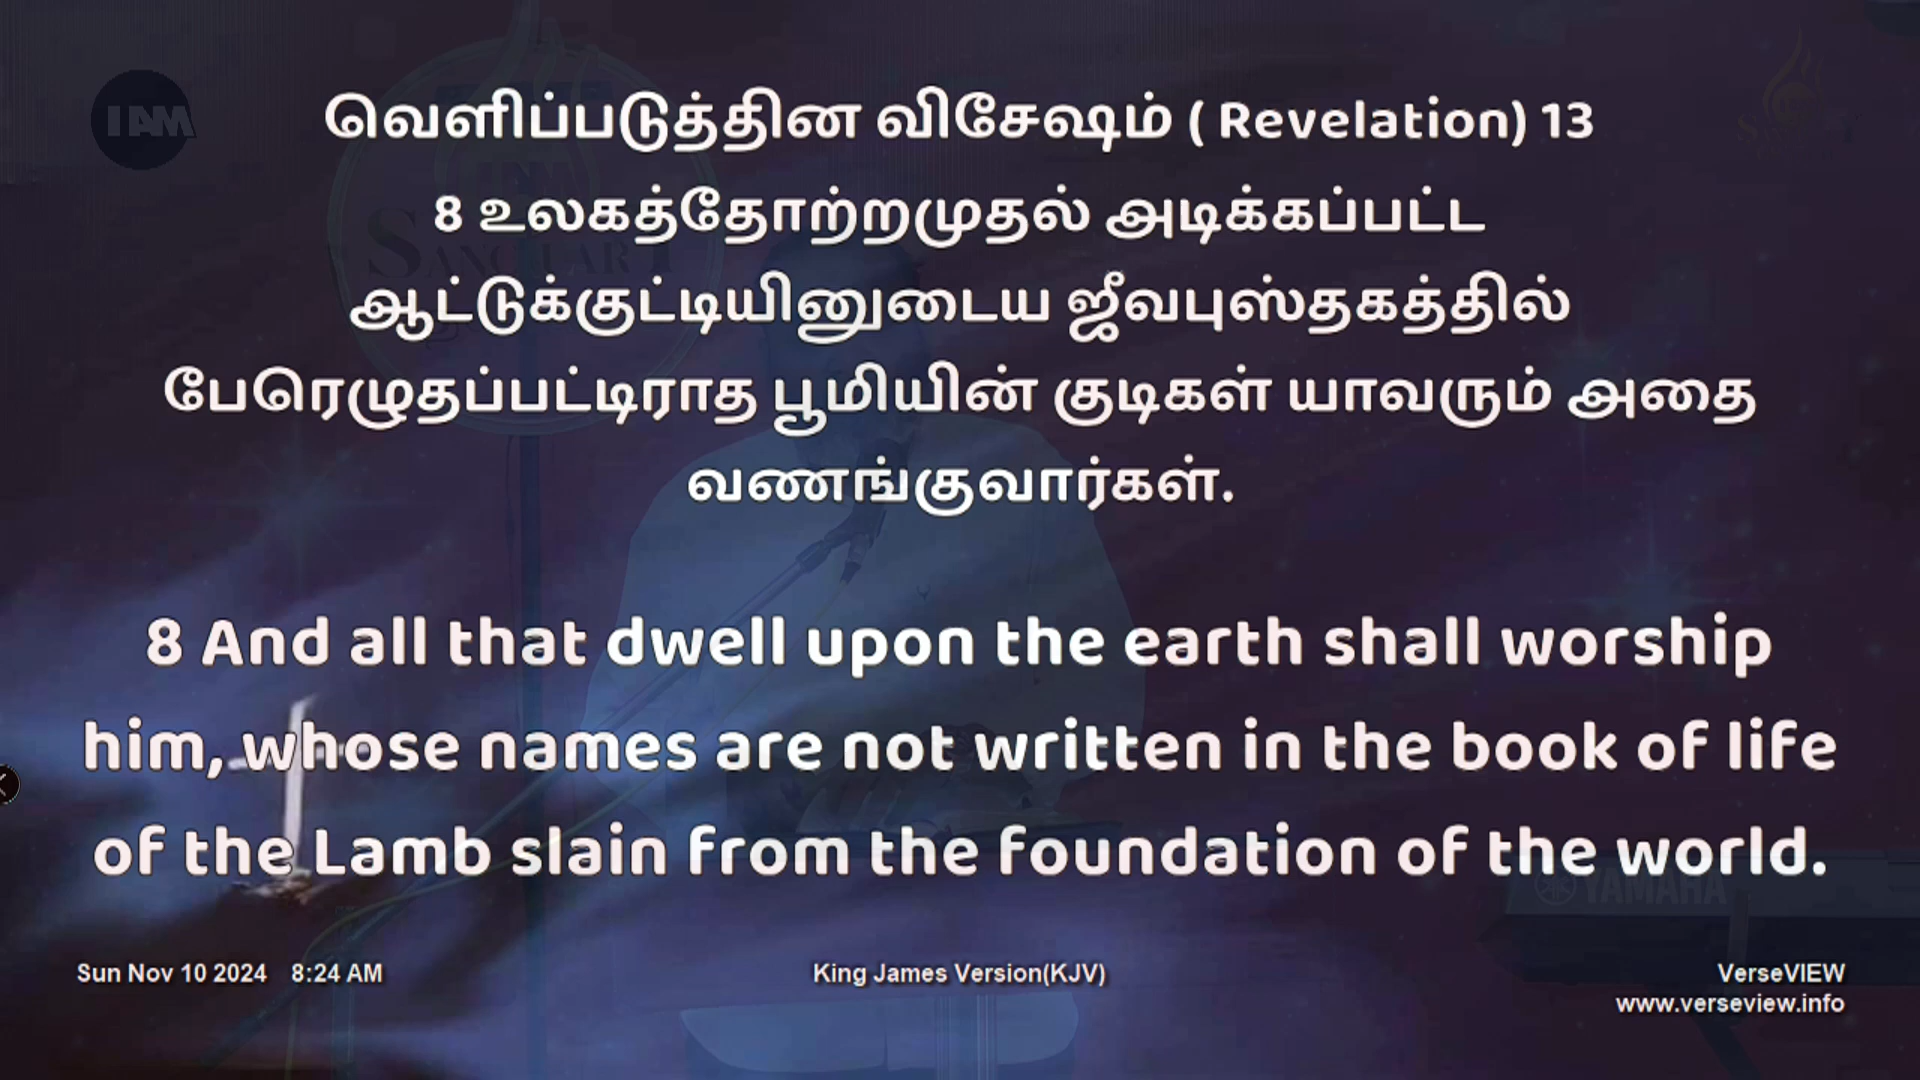 I AM
வெளிப்படுத்தின விசேஷம் ( Revelation) 13
8 உலகத்தோற்றமுதல் அடிக்கப்பட்ட
ஆட்டுக்குட்டியினுடைய ஜீவபுஸ்தகத்தில்
பேரெழுதப்பட்டிராத பூமியின் குடிகள் யாவரும் அதை
வணங்குவார்கள்.
8 And all that dwell upon the earth shall worship
him, whose names are not written in the book of life
of the Lamb slain from the foundation of the world.
YAMAHA
Sun Nov 10 2024 8:24 AM
King James Version(KJV)
VerseVIEW
www.verseview.info